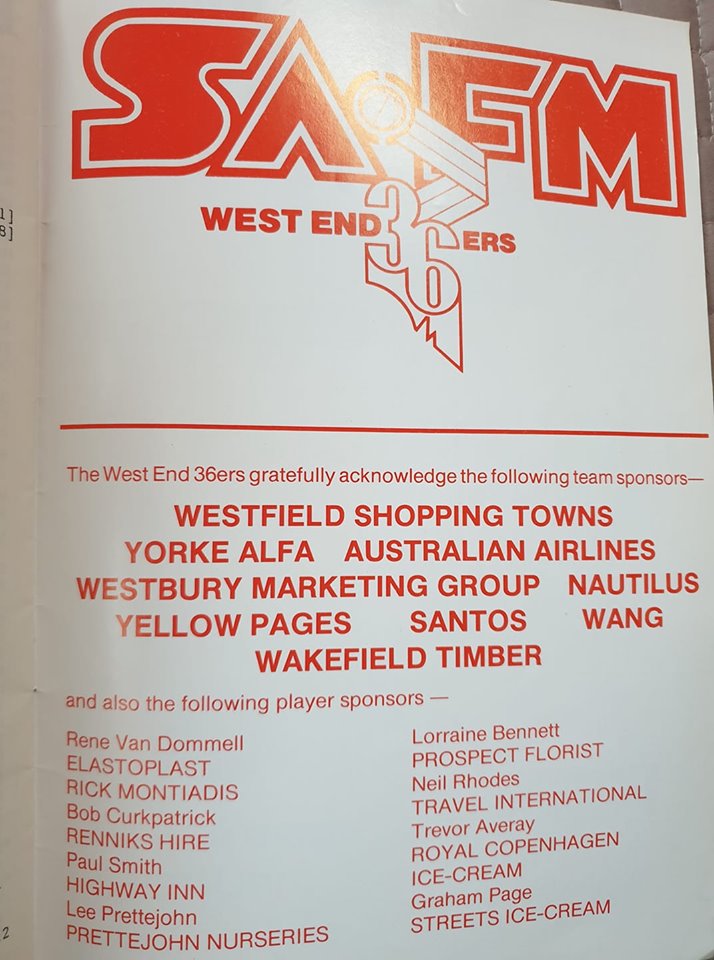 SAFM
WEST END 36ERS
The West End 36ers gratefully acknowledge the following team sponsors—
WESTFIELD SHOPPING TOWNS
YORKE ALFA AUSTRALIAN AIRLINES
WESTBURY MARKETING GROUP NAUTILUS
YELLOW PAGES SANTOS WANG
WAKEFIELD TIMBER
and also the following player sponsors —
Rene Van Dommell
ELASTOPLAST
RICK MONTIADIS
Bob Curkpatrick
RENNIKS HIRE
Paul Smith
HIGHWAY INN
Lee Prettejohn
PRETTEJOHN NURSERIES
Lorraine Bennett
PROSPECT FLORIST
Neil Rhodes
TRAVEL INTERNATIONAL
Trevor Averay
ROYAL COPENHAGEN
ICE-CREAM
Graham Page
STREETS ICE-CREAM